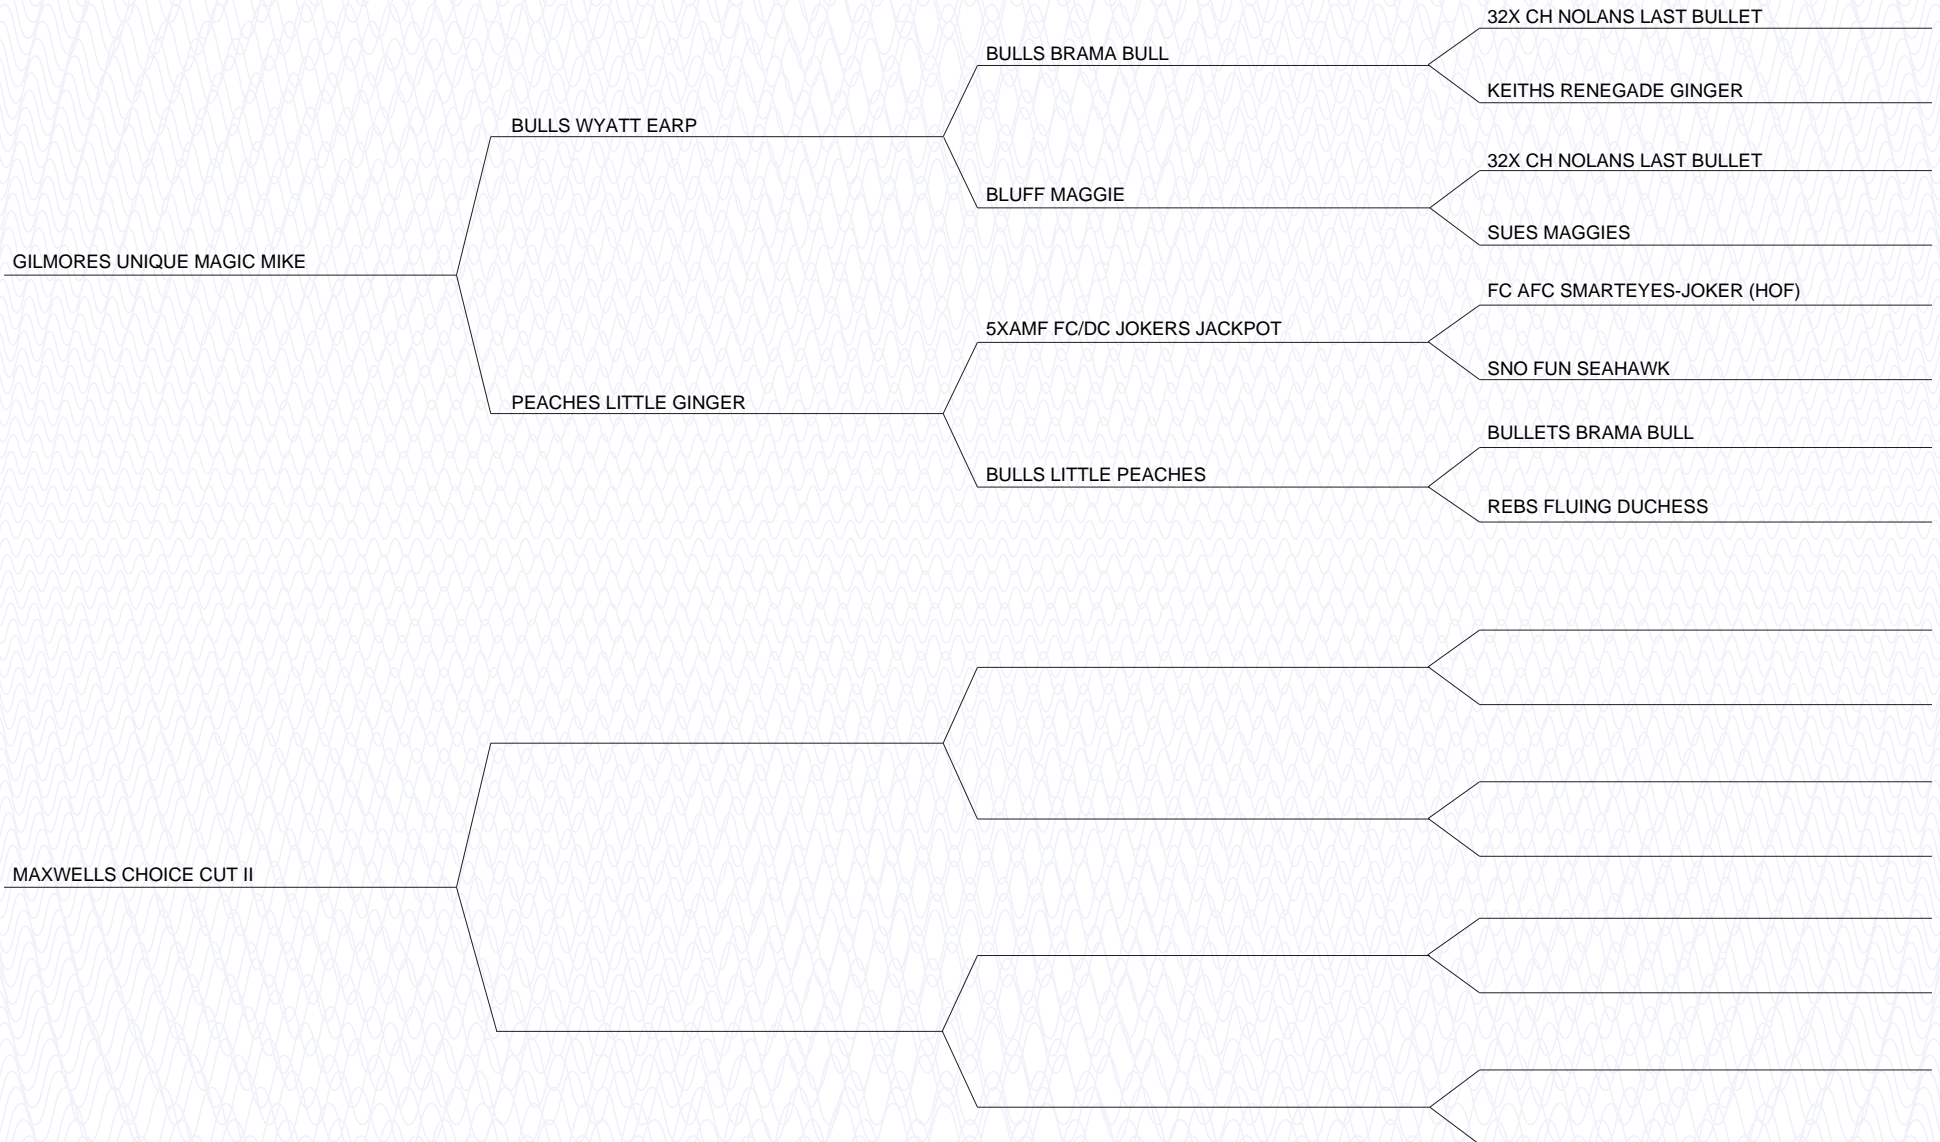 32X CH NOLANS LAST BULLET
BULLS BRAMA BULL
KEITHS RENEGADE GINGER
BULLS WYATT EARP
32X CH NOLANS LAST BULLET
BLUFF MAGGIE
SUES MAGGIES
GILMORES UNIQUE MAGIC MIKE
FC AFC SMARTEYES-JOKER (HOF)
5XAMF FC/DC JOKERS JACKPOT
SNO FUN SEAHAWK
PEACHES LITTLE GINGER
BULLETS BRAMA BULL
BULLS LITTLE PEACHES
REBS FLUING DUCHESS
MAXWELLS CHOICE CUT II